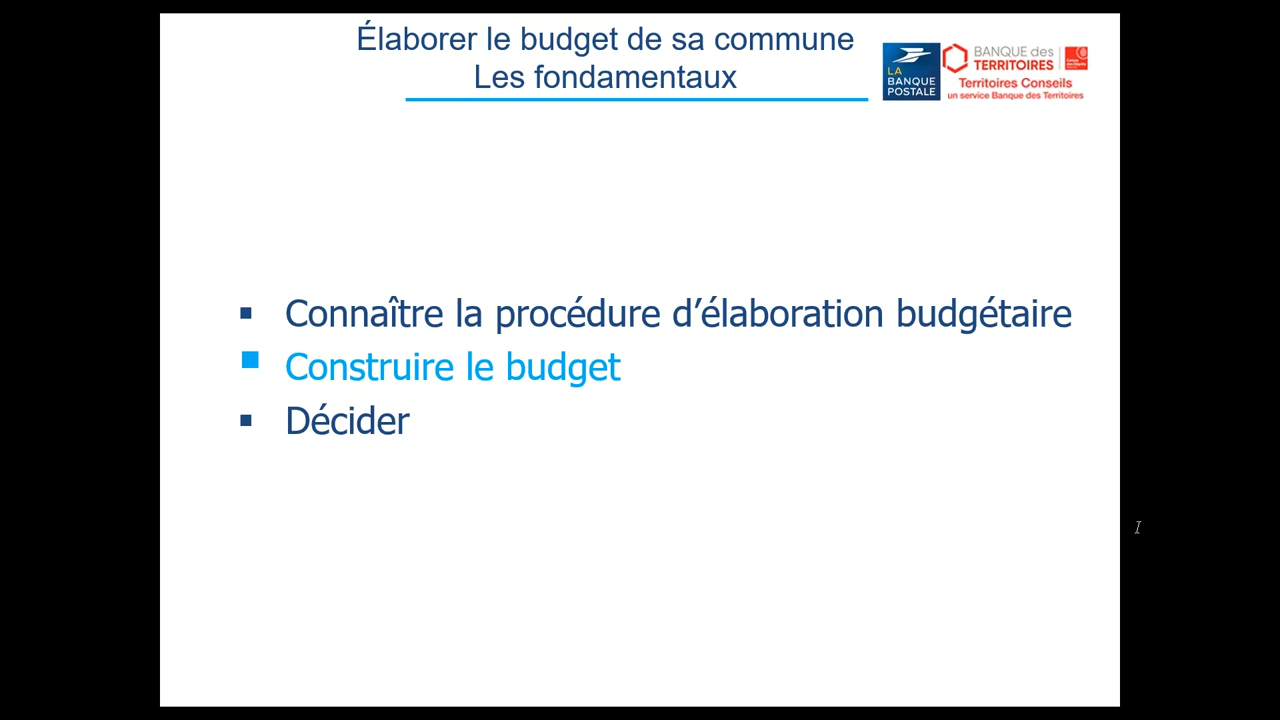 Élaborer le budget de sa commune
Les fondamentaux
LA
BANQUE
POSTALE
BANQUE des
TERRITOIRES
Territoires Conseils
un service Banque des Territoires
Connaître la procédure d’élaboration budgétaire
Construire le budget
Décider